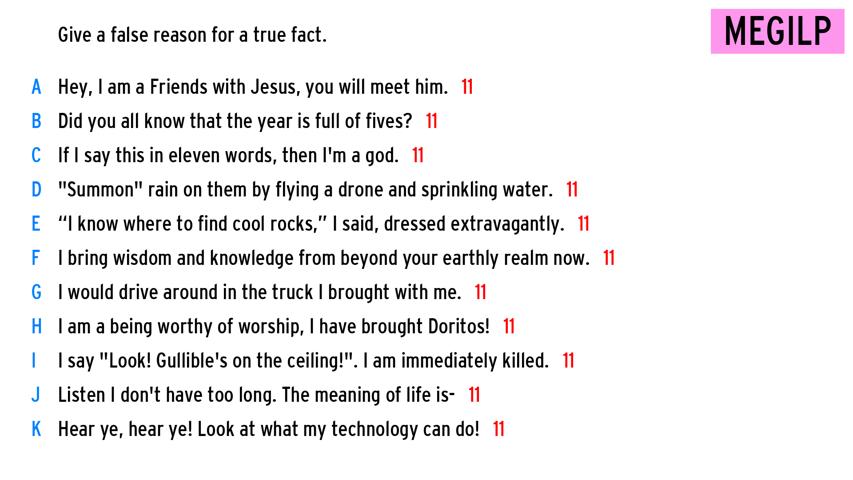 Give a false reason for a true fact.
MEGILP
A Hey, I am a Friends with Jesus, you will meet him. 11
B Did you all know that the year is full of fives? 11
C If I say this in eleven words, then I'm a god. 11
D "Summon" rain on them by flying a drone and sprinkling water. 11
E “I know where to find cool rocks,” I said, dressed extravagantly. 11
F I bring wisdom and knowledge from beyond your earthly realm now. 11
G I would drive around in the truck I brought with me. 11
H I am a being worthy of worship, I have brought Doritos! 11
I I say "Look! Gullible's on the ceiling!". I am immediately killed. 11
J Listen I don't have too long. The meaning of life is- 11
K Hear ye, hear ye! Look at what my technology can do! 11